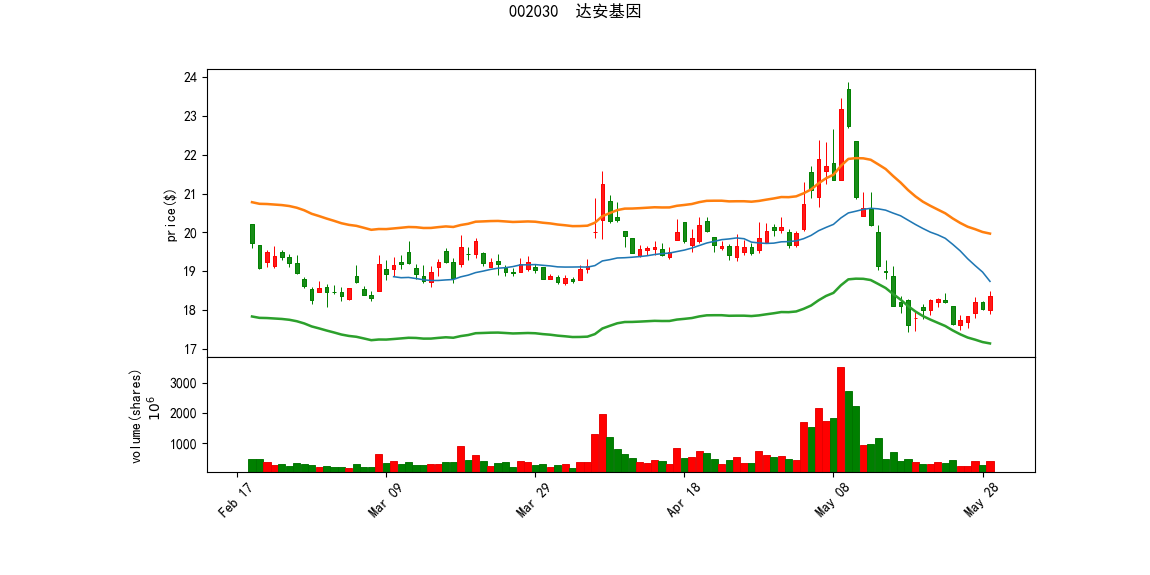 002030 达安基因
24
23
22
21
20
19
18
17
price($)
3000
2000
1000
volume(shares)
10^6
Feb 17
Mar 09
Mar 29
Apr 18
May 08
May 28